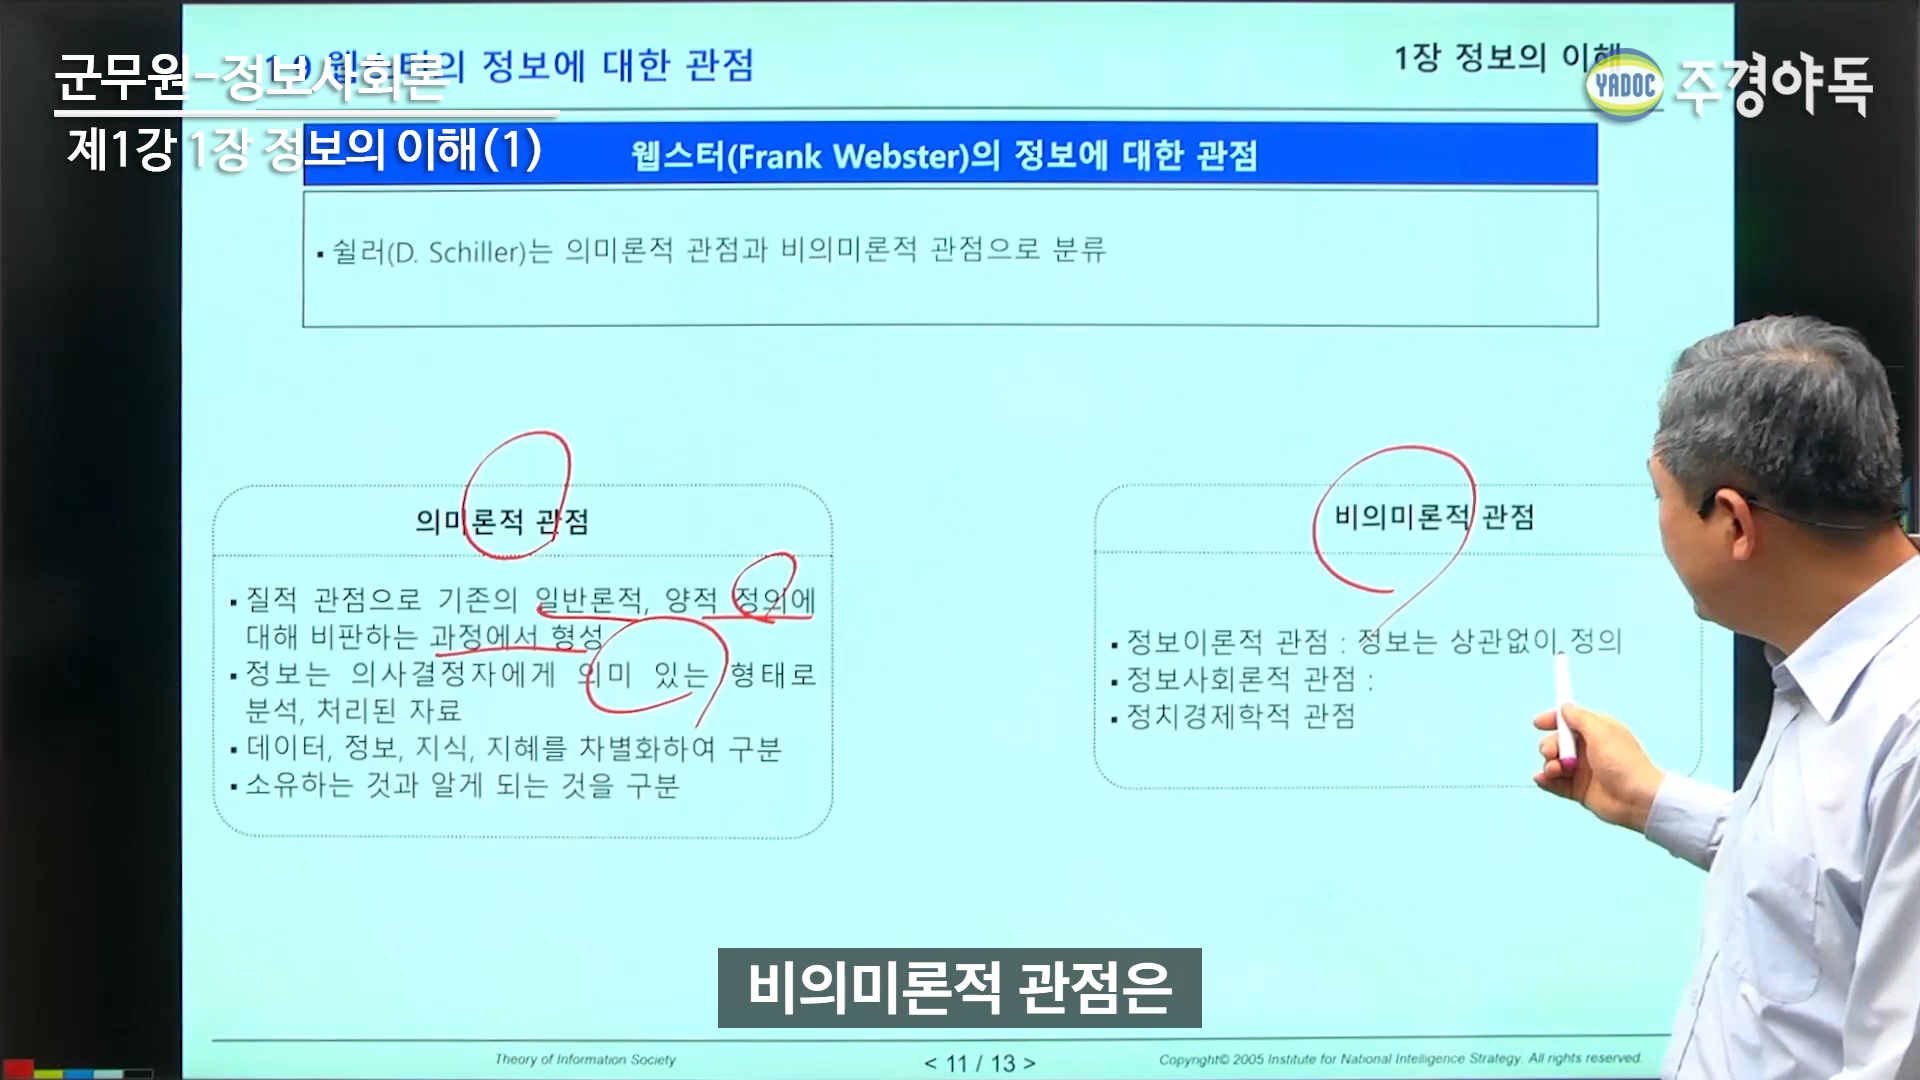 군무원-정보사회론
제1강 1장 정보의 이해(1)
정보에 대한 관점
1장 정보의 이해
YADOC 주경야독
웹스터(Frank Webster)의 정보에 대한 관점
▪ 쉴러(D. Schiller)는 의미론적 관점과 비의미론적 관점으로 분류
의미론적 관점
▪ 질적 관점으로 기존의 일반론적, 양적 정의에
대해 비판하는 과정에서 형성
▪ 정보는 의사결정자에게 의미 있는 형태로
분석, 처리된 자료
▪ 데이터, 정보, 지식, 지혜를 차별화하여 구분
▪ 소유하는 것과 알게 되는 것을 구분
비의미론적 관점
▪ 정보이론적 관점 : 정보는 상관없이 정의
▪ 정보사회론적 관점 :
▪ 정치경제학적 관점
비의미론적 관점은
Theory of Information Society
< 11 / 13 >
Copyright© 2005 Institute for National Intelligence Strategy. All rights reserved.